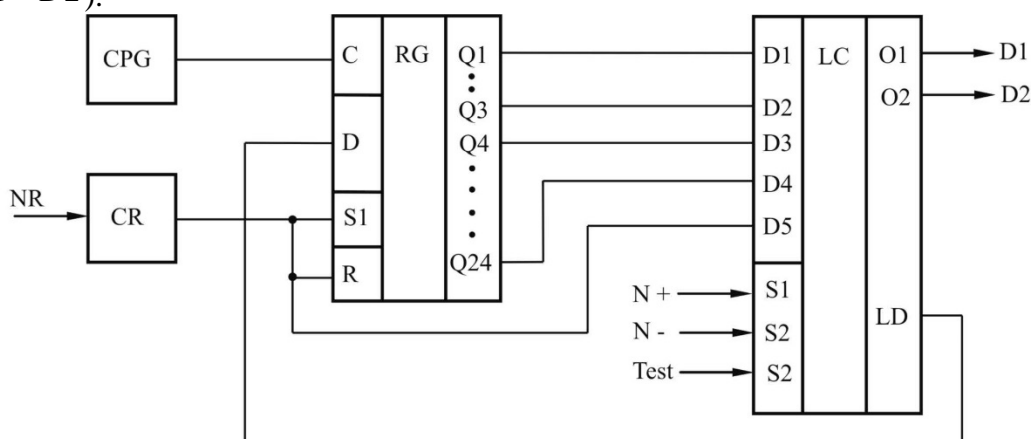 CPG
C
RG
Q1
Q3
D
Q4
NR
CR
S1
R
Q24
D1
LC
O1
D1
D2
O2
D2
D3
D4
D5
N +
S1
N -
S2
LD
Test
S2